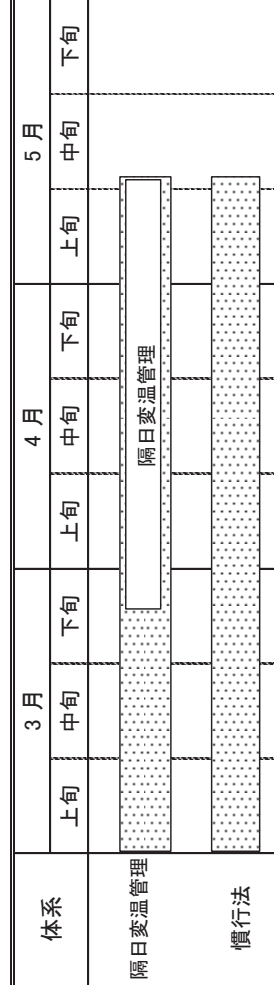 体系
3月
4月
5月
上旬
中旬
下旬
上旬
中旬
下旬
上旬
中旬
下旬
隔日変温管理
隔日変温管理
慣行法